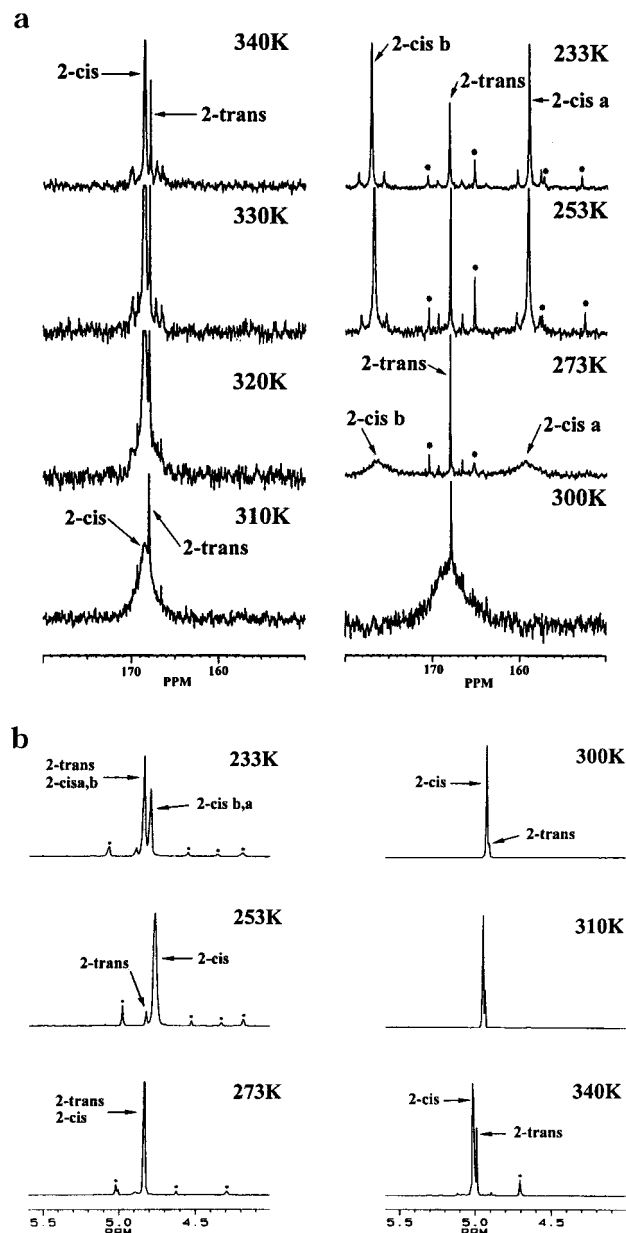 a
340K
2-cis
2-trans
330K
320K
310K
2-cis
2-trans
170 160
PPM
233K
2-cis b
2-trans
2-cis a
253K
273K
2-trans
2-cis b
2-cis a
300K
170 160
PPM
b
233K
2-trans
2-cisa,b
2-cis b,a
253K
2-trans
2-cis
273K
2-trans
2-cis
5.5 5.0 4.5
PPM
300K
2-cis
2-trans
310K
340K
2-cis
2-trans
5.5 5.0 4.5
PPM